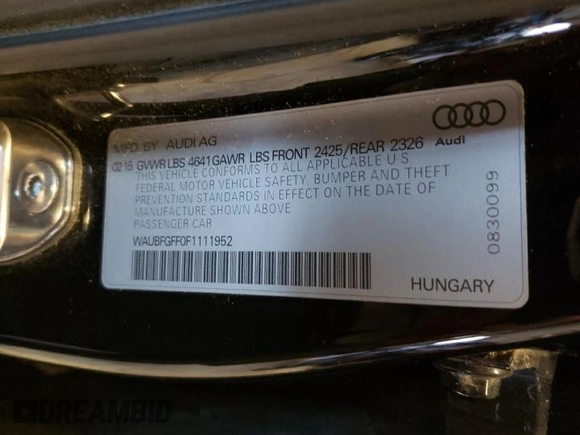 MFD. BY AUDI AG
Audi
02 15 GVWR LBS 4641 GAWR LBS FRONT 2425/REAR 2326
THIS VEHICLE CONFORMS TO ALL APPLICABLE U S
FEDERAL MOTOR VEHICLE SAFETY, BUMPER AND THEFT
PREVENTION STANDARDS IN EFFECT ON THE DATE OF
MANUFACTURE SHOWN ABOVE
PASSENGER CAR
WAUBFGFF0F1111952
0830099
HUNGARY
DREAMBID